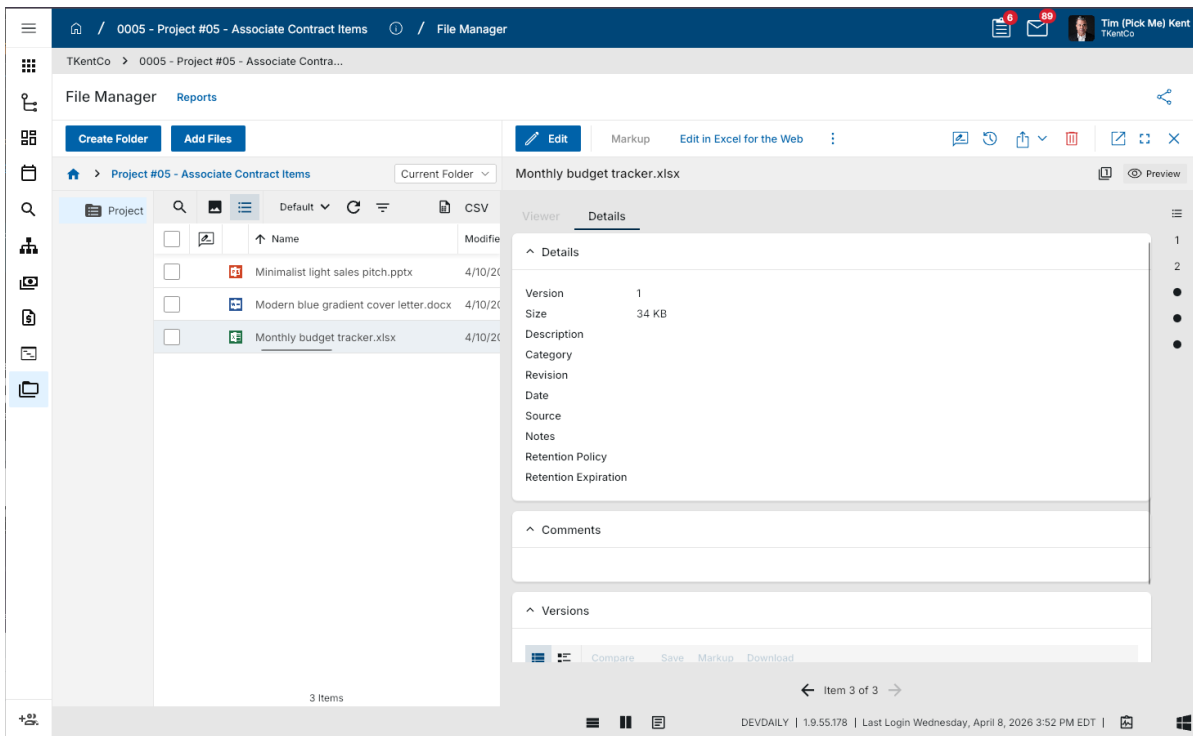 / 0005 - Project #05 - Associate Contract Items / File Manager
6
89
Tim (Pick Me) Kent
TKentCo
TKentCo > 0005 - Project #05 - Associate Contra...
File Manager Reports
Create Folder Add Files
Edit Markup Edit in Excel for the Web
> Project #05 - Associate Contract Items Current Folder
Monthly budget tracker.xlsx
1
Preview
Project
Default CSV
Name Modifie
Minimalist light sales pitch.pptx 4/10/20
Modern blue gradient cover letter.docx 4/10/20
Monthly budget tracker.xlsx 4/10/20
3 Items
Viewer Details
Details
Version 1
Size 34 KB
Description
Category
Revision
Date
Source
Notes
Retention Policy
Retention Expiration
Comments
Versions
Compare Save Markup Download
1
2
Item 3 of 3
DEVDAILY | 1.9.55.178 | Last Login Wednesday, April 8, 2026 3:52 PM EDT |